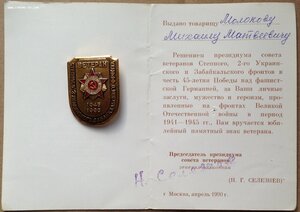 ВЕТЕРАН
1945
Выдано товарищу Молокову
Михаилу Матвеевичу
Решением президиума совета
ветеранов Степного, 2-го Украин-
ского и Забайкальского фронтов в
честь 45-летия Победы над фашист-
ской Германией, за Ваши личные
заслуги, мужество и героизм, про-
явленные на фронтах Великой
Отечественной войны в период
1941—1945 гг., Вам вручается юби-
лейный памятный знак ветерана.
Председатель президиума
совета ветеранов
(Н. Г. СЕЛЕЗНЕВ)
г Москва, апрель 1990 г.